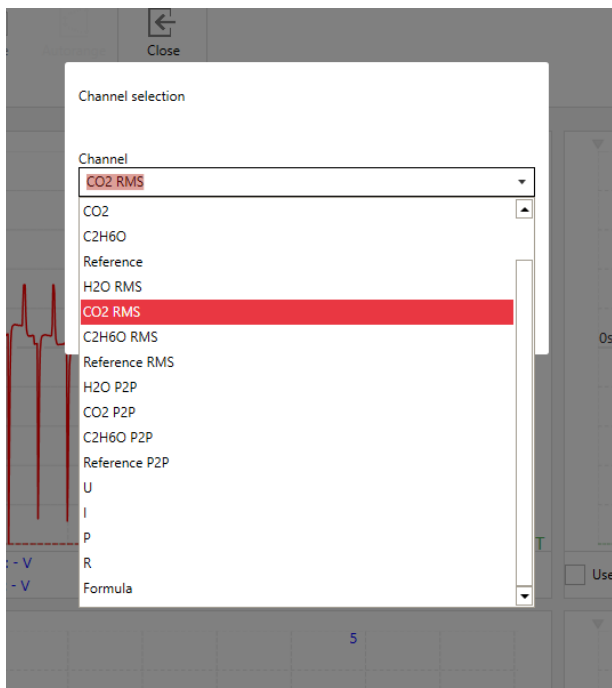 Close
Channel selection
Channel
CO2 RMS
CO2
C2H6O
Reference
H2O RMS
CO2 RMS
C2H6O RMS
Reference RMS
H2O P2P
CO2 P2P
C2H6O P2P
Reference P2P
U
I
P
R
Formula
0s
T
- V
- V
Use
5